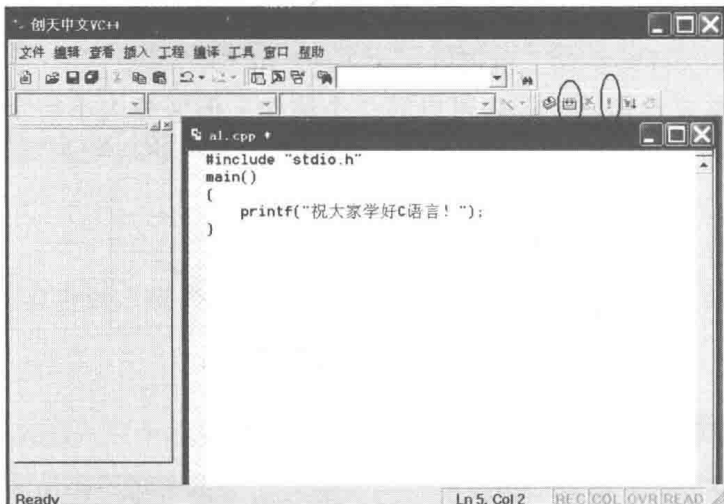 创天中文VC++
文件 编辑 查看 插入 工程 编译 工具 窗口 帮助
a1.cpp *
#include "stdio.h"
main()
{
printf("祝大家学好C语言! ");
}
Ready
Ln 5, Col 2 REC COL OVR READ